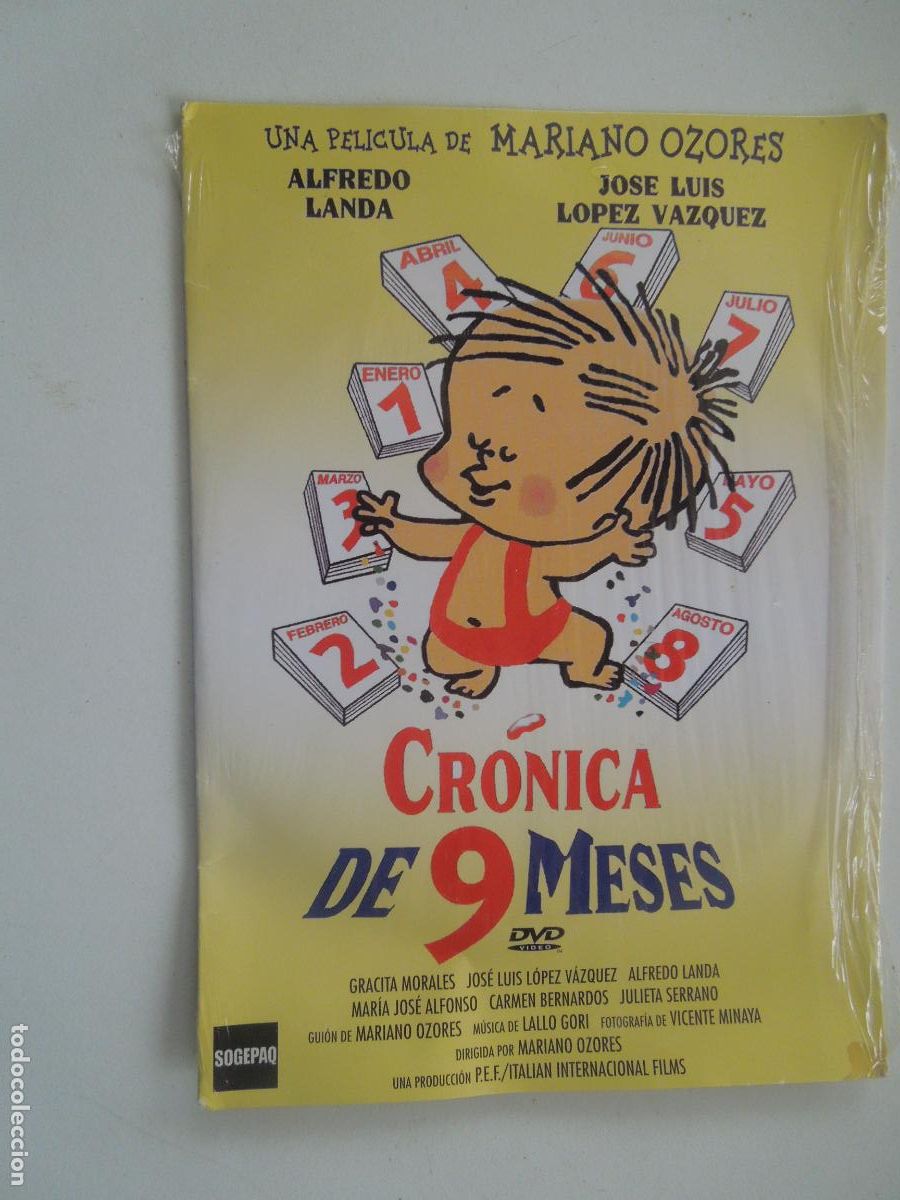 UNA PELICULA DE MARIANO OZORES
ALFREDO LANDA
JOSE LUIS LOPEZ VAZQUEZ
ABRIL 4
JUNIO 6
JULIO 7
ENERO 1
MARZO 3
MAYO 5
FEBRERO 2
AGOSTO 8
CRÓNICA
DE 9 MESES
DVD
VIDEO
GRACITA MORALES JOSÉ LUIS LÓPEZ VÁZQUEZ ALFREDO LANDA
MARÍA JOSÉ ALFONSO CARMEN BERNARDOS JULIETA SERRANO
GUIÓN DE MARIANO OZORES MÚSICA DE LALLO GORI FOTOGRAFÍA DE VICENTE MINAYA
DIRIGIDA POR MARIANO OZORES
UNA PRODUCCIÓN P.E.F./ITALIAN INTERNACIONAL FILMS
SOGEPAQ
todocoleccion